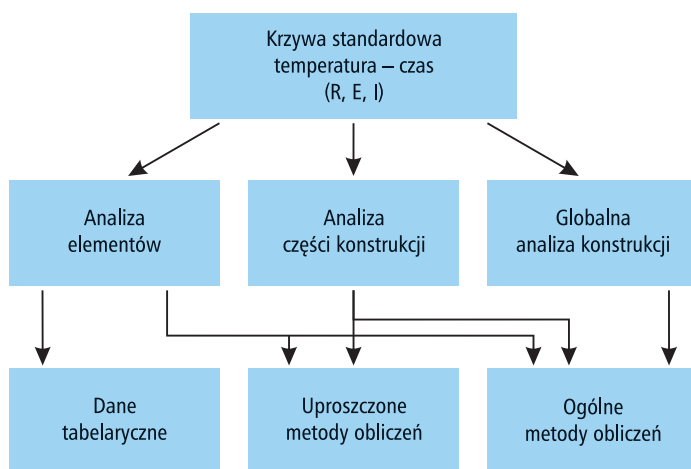 Krzywa standardowa
temperatura – czas
(R, E, I)
Analiza
elementów
Analiza
części konstrukcji
Globalna
analiza konstrukcji
Dane
tabelaryczne
Uproszczone
metody obliczeń
Ogólne
metody obliczeń